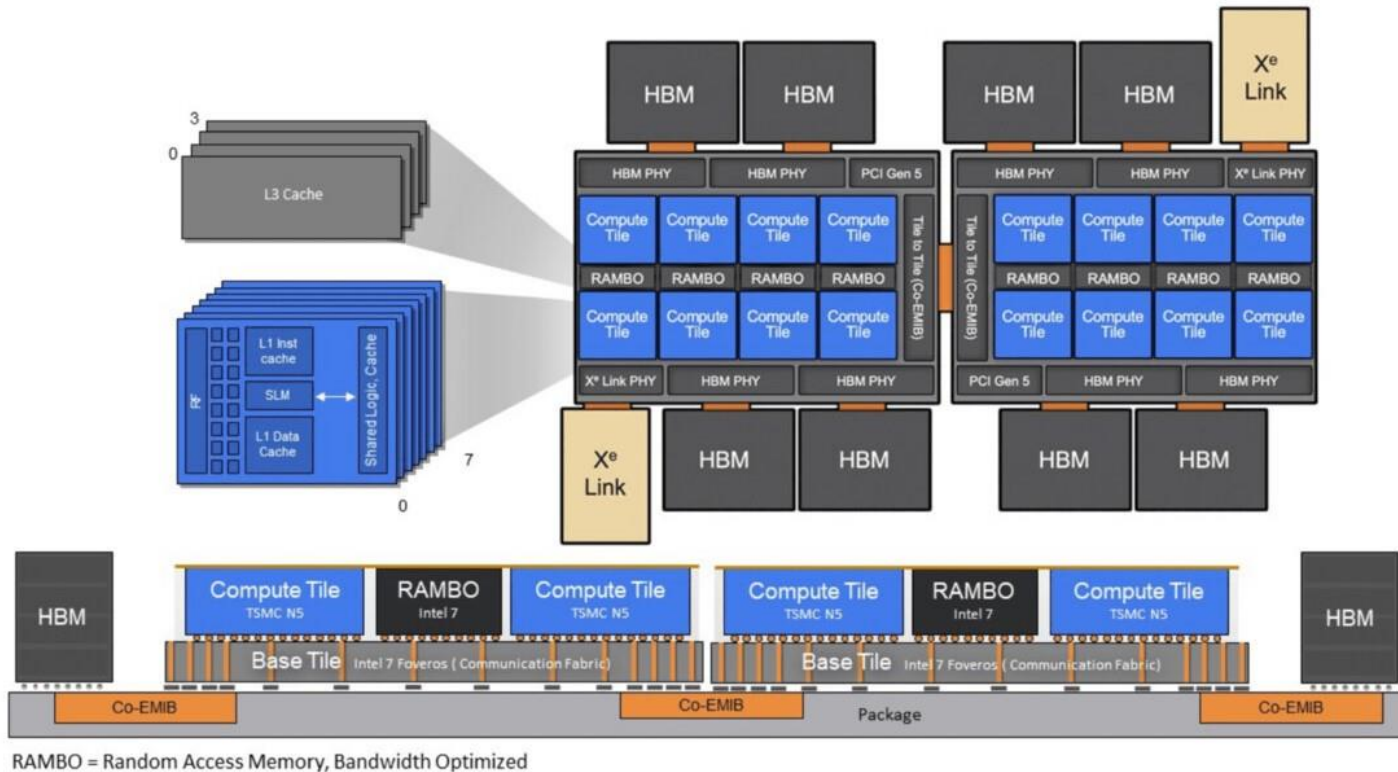 HBM
HBM
HBM
HBM
Xᵉ
Link
3
0
L3 Cache
HBM PHY
HBM PHY
PCI Gen 5
HBM PHY
HBM PHY
Xᵉ Link PHY
Compute
Tile
Compute
Tile
Compute
Tile
Compute
Tile
Tile to Tile (Co-EMIB)
Tile to Tile (Co-EMIB)
Compute
Tile
Compute
Tile
Compute
Tile
Compute
Tile
RAMBO
RAMBO
RAMBO
RAMBO
RAMBO
RAMBO
RAMBO
RAMBO
Compute
Tile
Compute
Tile
Compute
Tile
Compute
Tile
Compute
Tile
Compute
Tile
Compute
Tile
Compute
Tile
Xᵉ Link PHY
HBM PHY
HBM PHY
PCI Gen 5
HBM PHY
HBM PHY
RF
L1 Inst
cache
SLM
L1 Data
Cache
Shared Logic, Cache
7
0
Xᵉ
Link
HBM
HBM
HBM
HBM
HBM
Compute Tile
TSMC N5
RAMBO
Intel 7
Compute Tile
TSMC N5
Compute Tile
TSMC N5
RAMBO
Intel 7
Compute Tile
TSMC N5
HBM
Base Tile Intel 7 Foveros ( Communication Fabric)
Base Tile Intel 7 Foveros ( Communication Fabric)
Co-EMIB
Co-EMIB
Package
Co-EMIB
RAMBO = Random Access Memory, Bandwidth Optimized